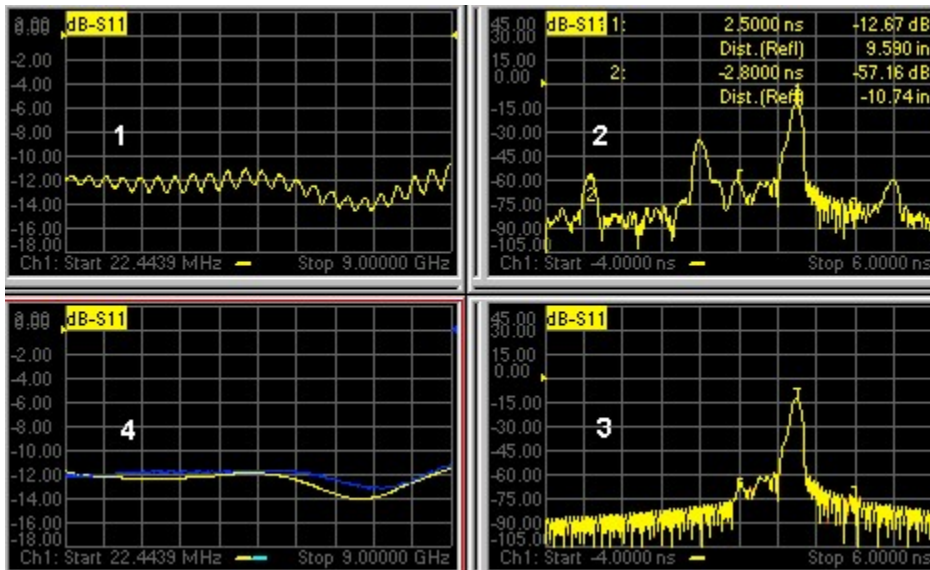 dB-S11
0.00
-2.00
-4.00
-6.00
-8.00
-10.00
-12.00
-14.00
-16.00
-18.00
1
Ch1: Start 22.4439 MHz
Stop 9.00000 GHz
45.00
30.00
15.00
0.00
-15.00
-30.00
-45.00
-60.00
-75.00
-90.00
-105.00
dB-S11
1: 2.5000 ns -12.67 dB
Dist.(Refl) 9.590 in
2: -2.8000 ns -57.16 dB
Dist.(Refl) -10.74 in
2
1
2
Ch1: Start -4.0000 ns
Stop 6.0000 ns
dB-S11
-2.00
-4.00
-6.00
-8.00
-10.00
-12.00
-14.00
-16.00
-18.00
4
Ch1: Start 22.4439 MHz
Stop 9.00000 GHz
45.00
30.00
15.00
0.00
-15.00
-30.00
-45.00
-60.00
-75.00
-90.00
-105.00
dB-S11
3
Ch1: Start -4.0000 ns
Stop 6.0000 ns